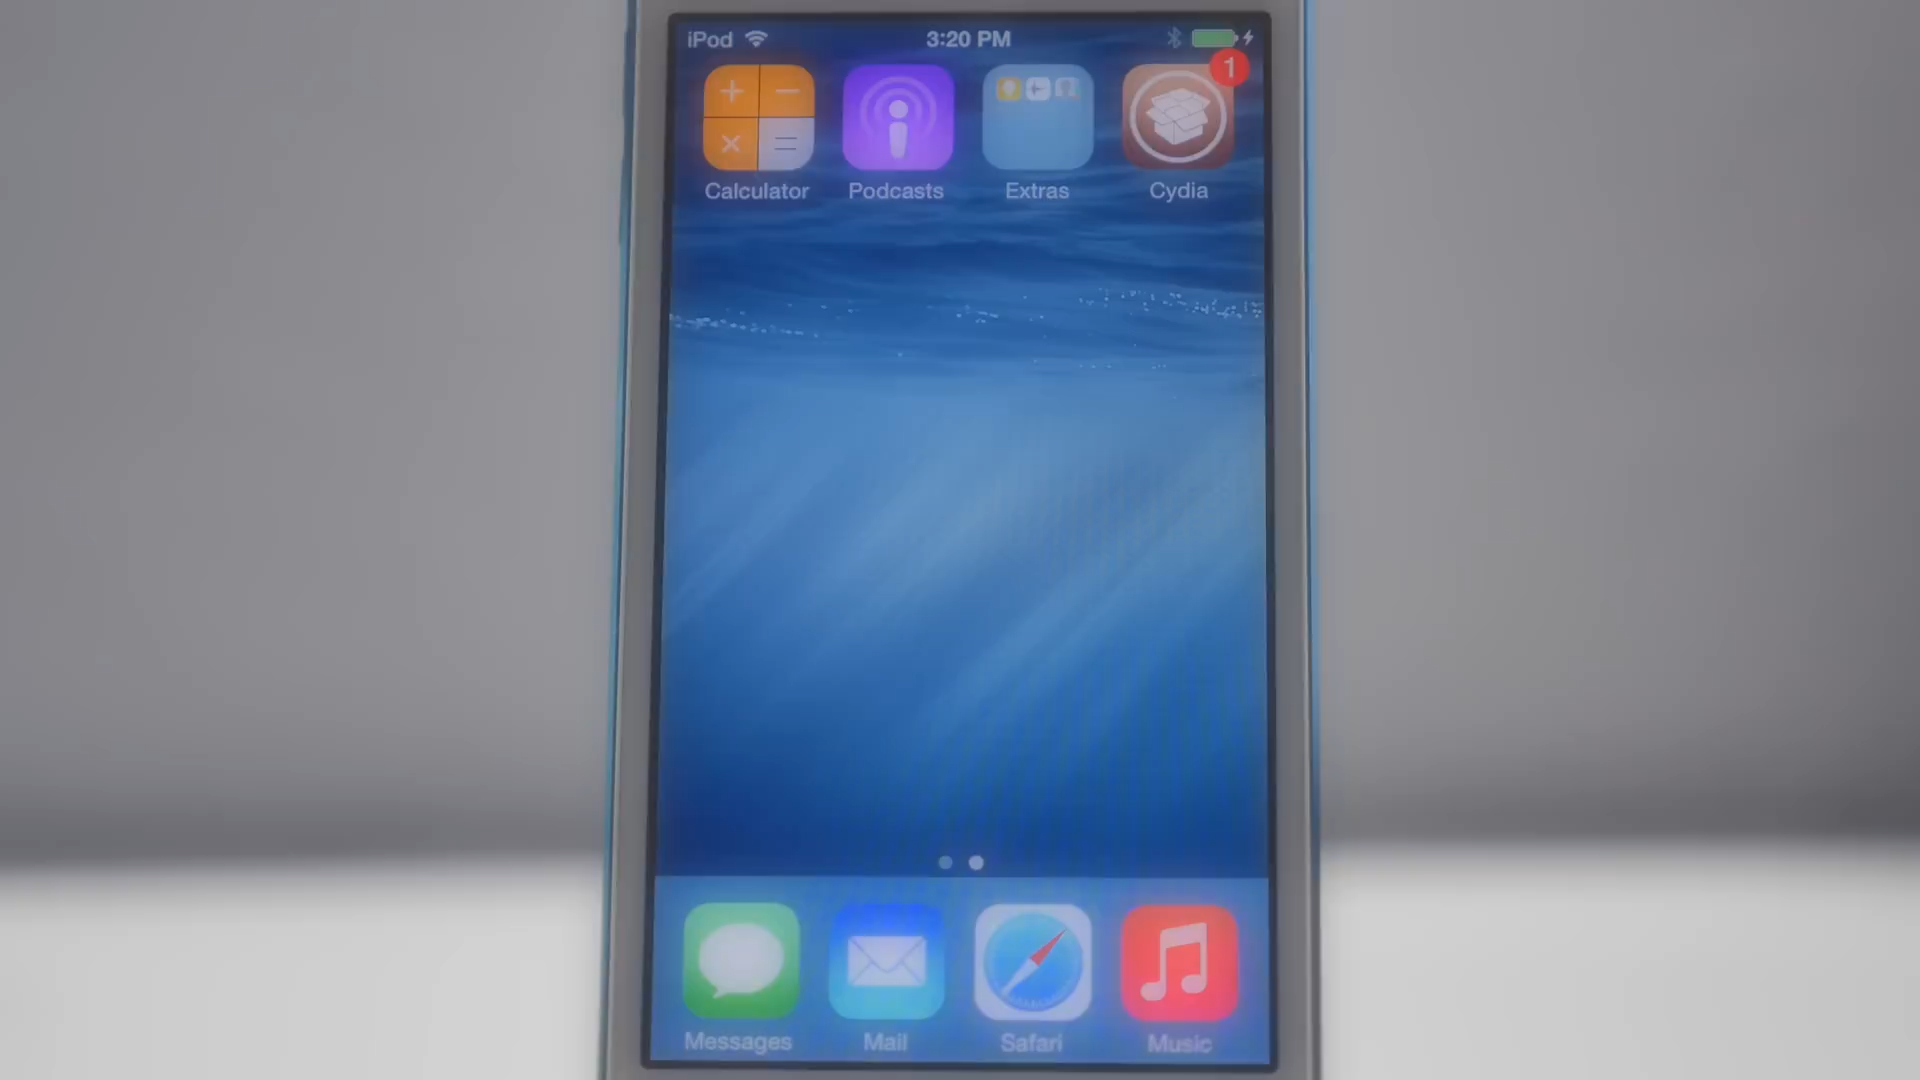 iPod 3:20 PM
1
Calculator Podcasts Extras Cydia
Messages Mail Safari Music